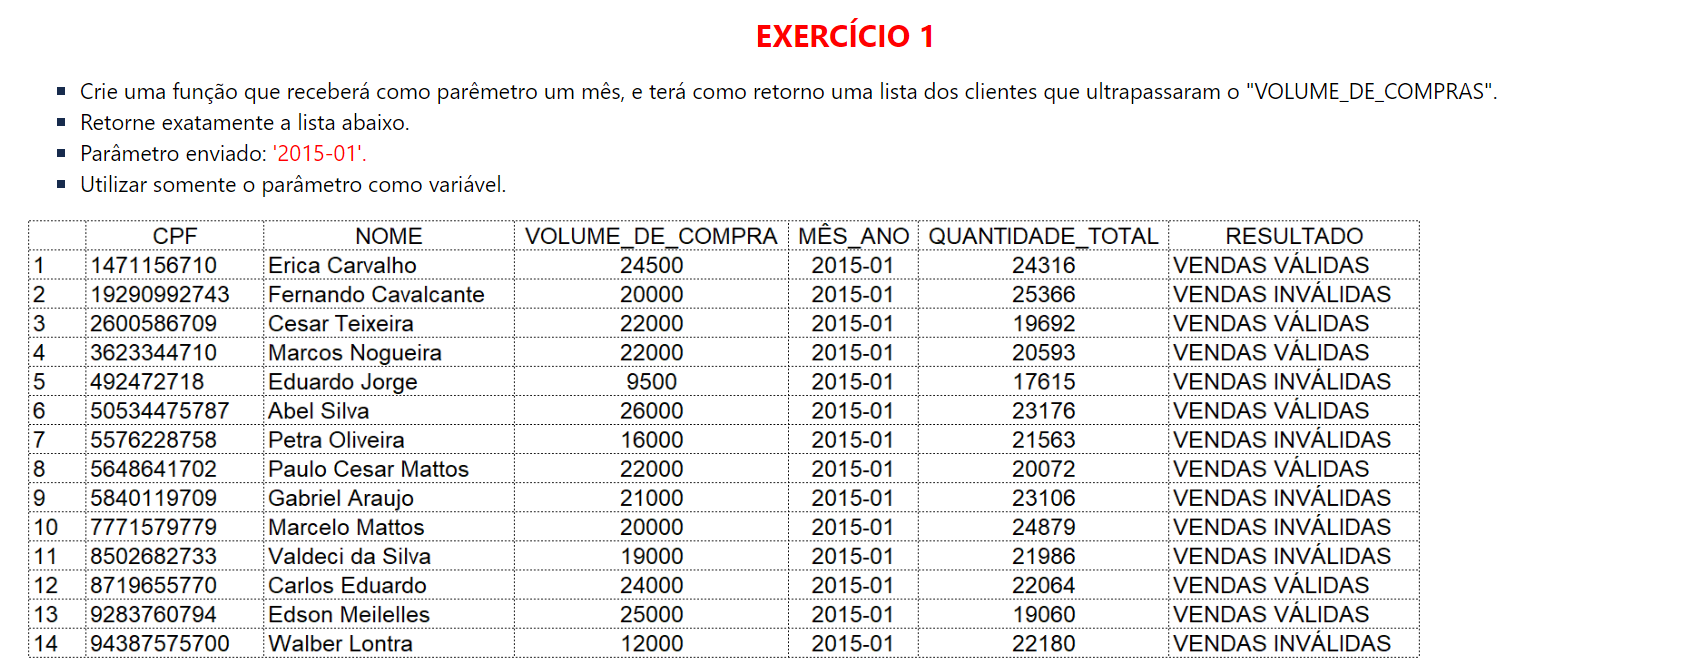 EXERCÍCIO 1
▪ Crie uma função que receberá como parêmetro um mês, e terá como retorno uma lista dos clientes que ultrapassaram o "VOLUME_DE_COMPRAS".
▪ Retorne exatamente a lista abaixo.
▪ Parâmetro enviado: '2015-01'.
▪ Utilizar somente o parâmetro como variável.
CPF NOME VOLUME_DE_COMPRA MÊS_ANO QUANTIDADE_TOTAL RESULTADO
1 1471156710 Erica Carvalho 24500 2015-01 24316 VENDAS VÁLIDAS
2 19290992743 Fernando Cavalcante 20000 2015-01 25366 VENDAS INVÁLIDAS
3 2600586709 Cesar Teixeira 22000 2015-01 19692 VENDAS VÁLIDAS
4 3623344710 Marcos Nogueira 22000 2015-01 20593 VENDAS VÁLIDAS
5 492472718 Eduardo Jorge 9500 2015-01 17615 VENDAS INVÁLIDAS
6 50534475787 Abel Silva 26000 2015-01 23176 VENDAS VÁLIDAS
7 5576228758 Petra Oliveira 16000 2015-01 21563 VENDAS INVÁLIDAS
8 5648641702 Paulo Cesar Mattos 22000 2015-01 20072 VENDAS VÁLIDAS
9 5840119709 Gabriel Araujo 21000 2015-01 23106 VENDAS INVÁLIDAS
10 7771579779 Marcelo Mattos 20000 2015-01 24879 VENDAS INVÁLIDAS
11 8502682733 Valdeci da Silva 19000 2015-01 21986 VENDAS INVÁLIDAS
12 8719655770 Carlos Eduardo 24000 2015-01 22064 VENDAS VÁLIDAS
13 9283760794 Edson Meilelles 25000 2015-01 19060 VENDAS VÁLIDAS
14 94387575700 Walber Lontra 12000 2015-01 22180 VENDAS INVÁLIDAS